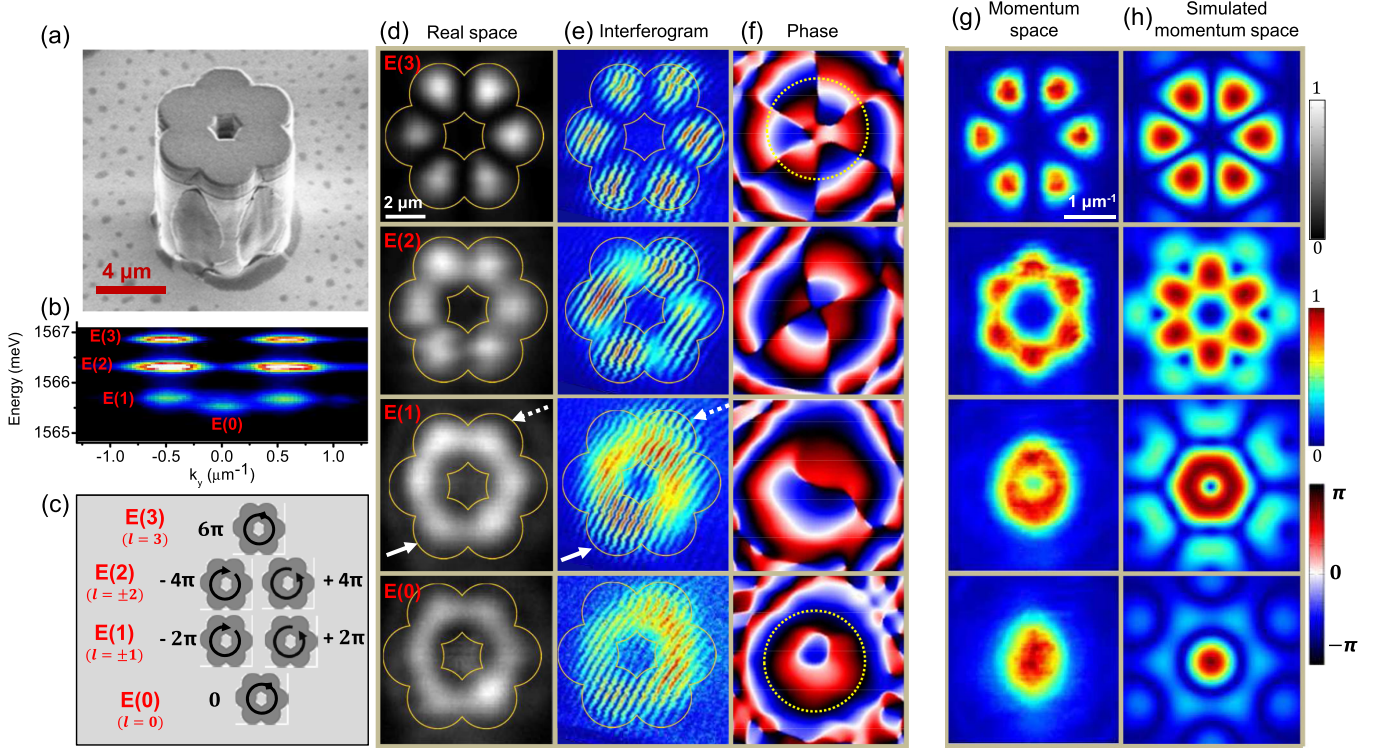 (a)
4 μm
(b)
1567
1566
1565
Energy (meV)
E(3)
E(2)
E(1)
E(0)
-1.0
-0.5
0.0
0.5
1.0
k_y (μm⁻¹)
(c)
E(3)
(l = 3)
6π
E(2)
(l = ±2)
- 4π
+ 4π
E(1)
(l = ±1)
- 2π
+ 2π
E(0)
(l = 0)
0
(d) Real space
(e) Interferogram
(f) Phase
E(3)
2 μm
E(2)
E(1)
E(0)
(g) Momentum
space
(h) Simulated
momentum space
1 μm⁻¹
1
0
1
0
π
0
−π